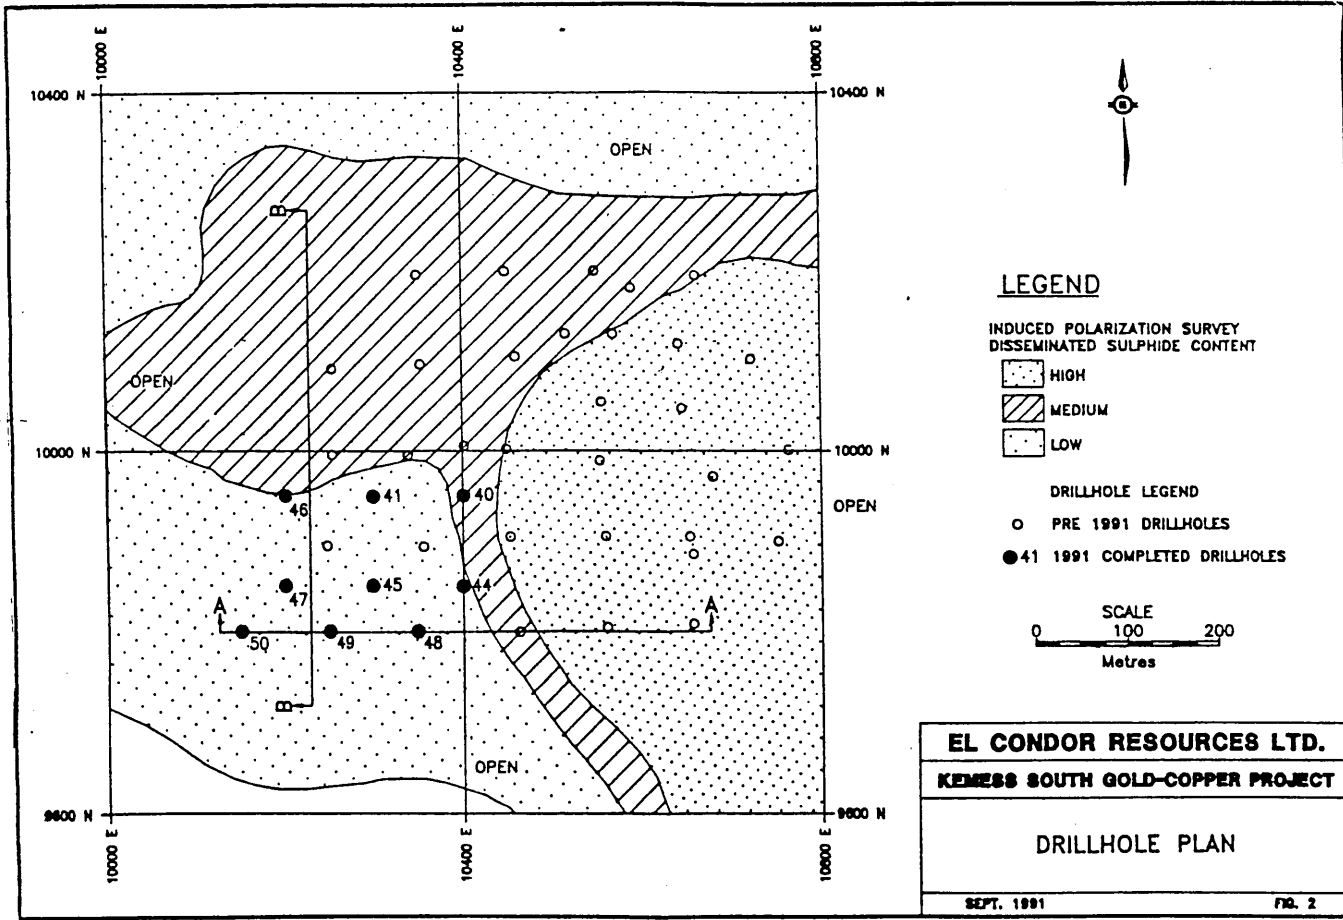 10000 E
10400 E
10800 E
10400 N
10400 N
OPEN
B
OPEN
10000 N
10000 N
OPEN
46
41
40
47
45
44
A
A
50
49
48
B
OPEN
9600 N
9600 N
10000 E
10400 E
10800 E
N
LEGEND
INDUCED POLARIZATION SURVEY
DISSEMINATED SULPHIDE CONTENT
HIGH
MEDIUM
LOW
DRILLHOLE LEGEND
PRE 1991 DRILLHOLES
41 1991 COMPLETED DRILLHOLES
SCALE
0 100 200
Metres
EL CONDOR RESOURCES LTD.
KEMESS SOUTH GOLD-COPPER PROJECT
DRILLHOLE PLAN
SEPT. 1991 FIG. 2